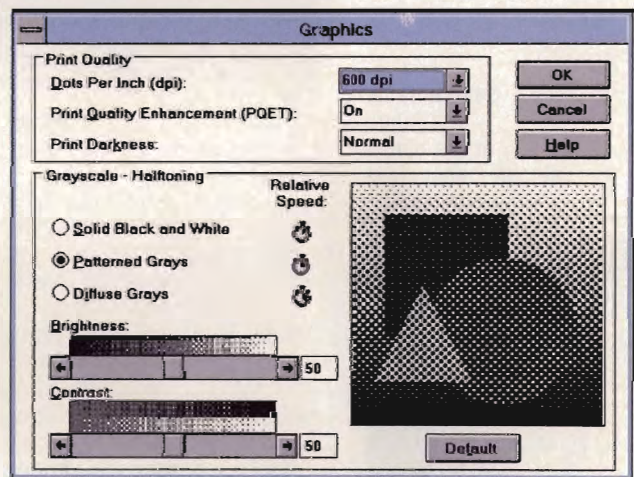 Graphics
Print Quality
Dots Per Inch (dpi):
600 dpi
OK
Print Quality Enhancement (PQET):
On
Cancel
Print Darkness:
Normal
Help
Grayscale - Halftoning
Relative Speed:
Solid Black and White
Patterned Grays
Diffuse Grays
Brightness:
50
Contrast:
50
Default